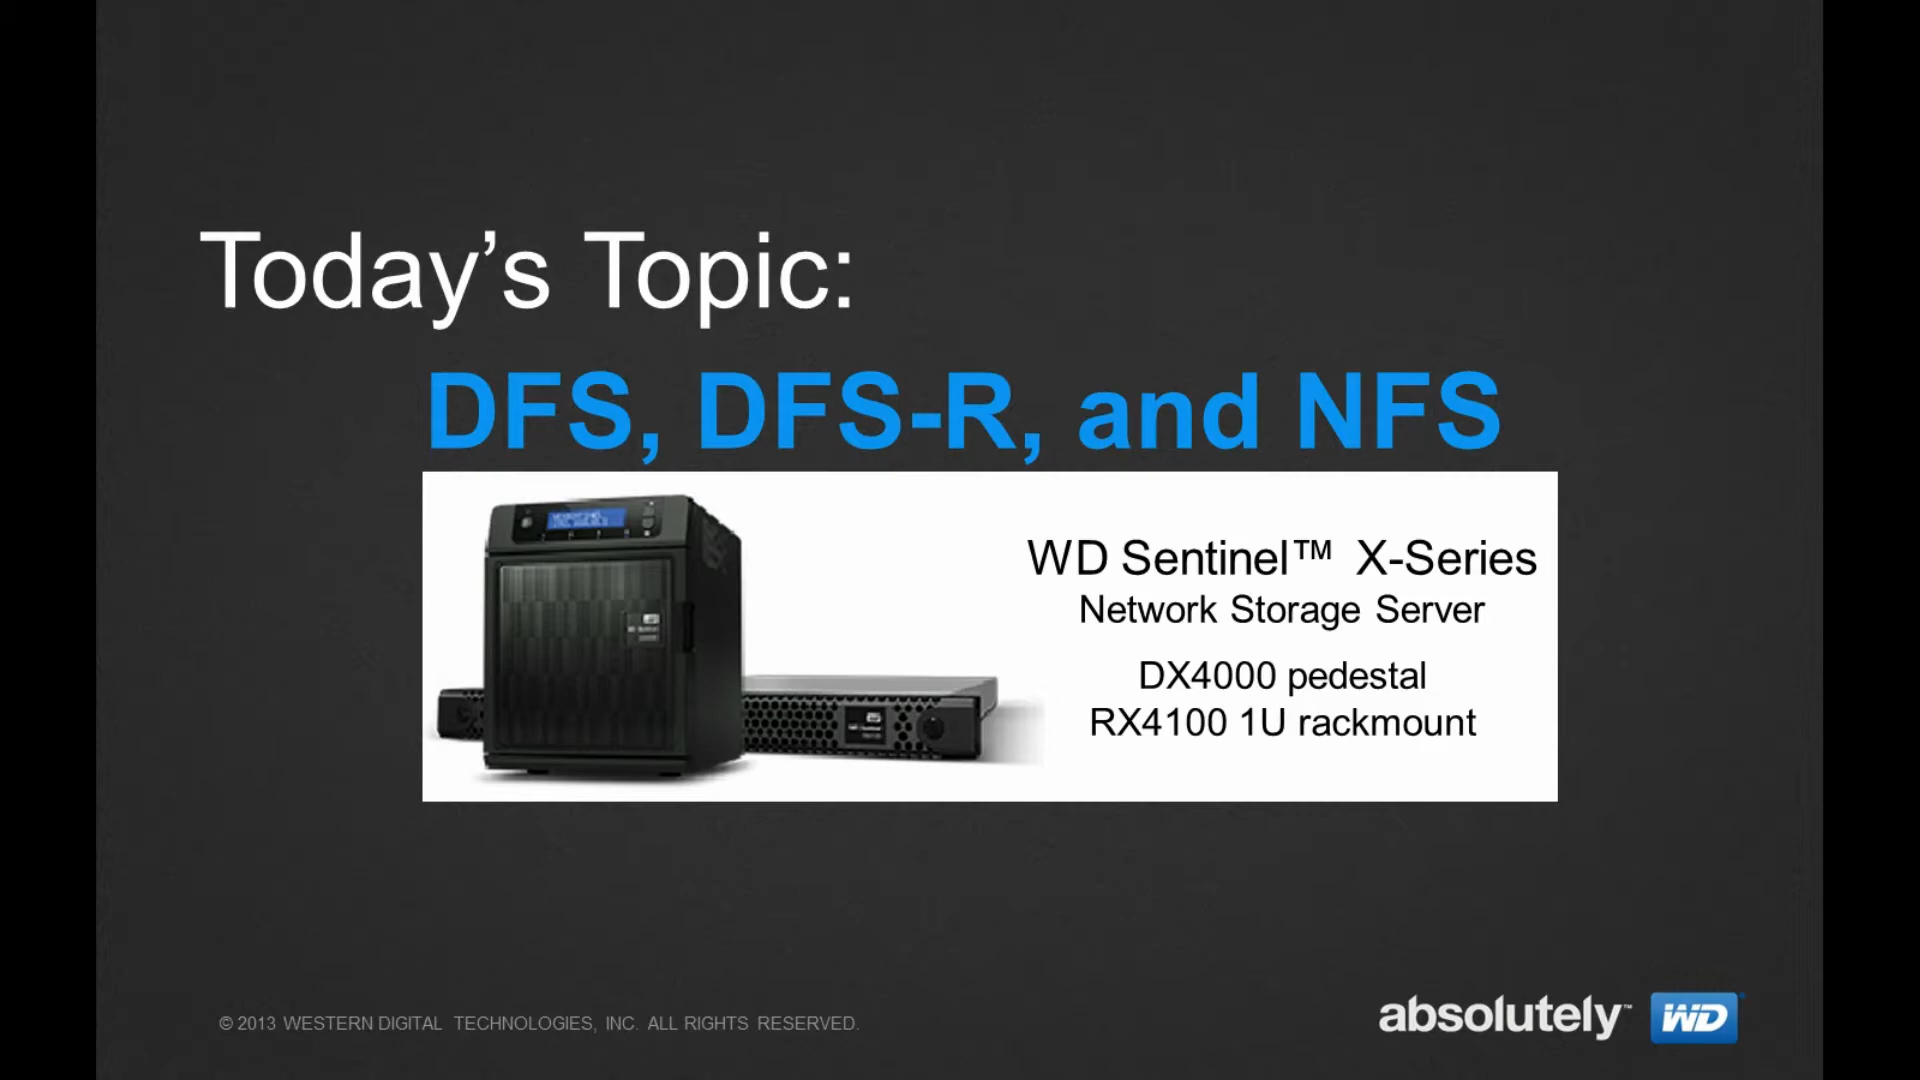 Today’s Topic:
DFS, DFS-R, and NFS
WD Sentinel™ X-Series
Network Storage Server
DX4000 pedestal
RX4100 1U rackmount
© 2013 WESTERN DIGITAL TECHNOLOGIES, INC. ALL RIGHTS RESERVED.
absolutely™ WD